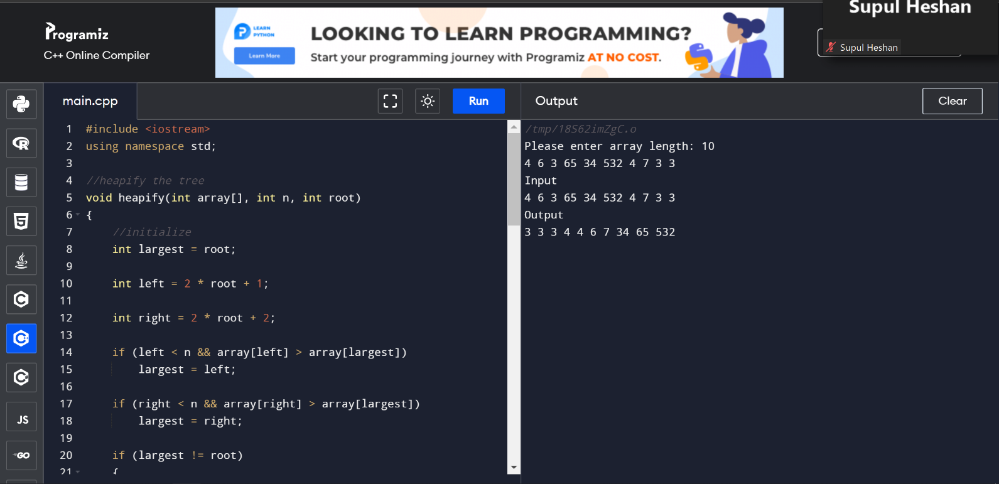 Programiz
C++ Online Compiler
LEARN
PYTHON
Learn More
LOOKING TO LEARN PROGRAMMING?
Start your programming journey with Programiz AT NO COST.
Supul Heshan
Supul Heshan
main.cpp
Run
Output
Clear
1 #include <iostream>
2 using namespace std;
3
4 //heapify the tree
5 void heapify(int array[], int n, int root)
6 {
7 //initialize
8 int largest = root;
9
10 int left = 2 * root + 1;
11
12 int right = 2 * root + 2;
13
14 if (left < n && array[left] > array[largest])
15 largest = left;
16
17 if (right < n && array[right] > array[largest])
18 largest = right;
19
20 if (largest != root)
21 {
/tmp/18S62imZgC.o
Please enter array length: 10
4 6 3 65 34 532 4 7 3 3
Input
4 6 3 65 34 532 4 7 3 3
Output
3 3 3 4 4 6 7 34 65 532
R
5
C
C+
C#
JS
GO